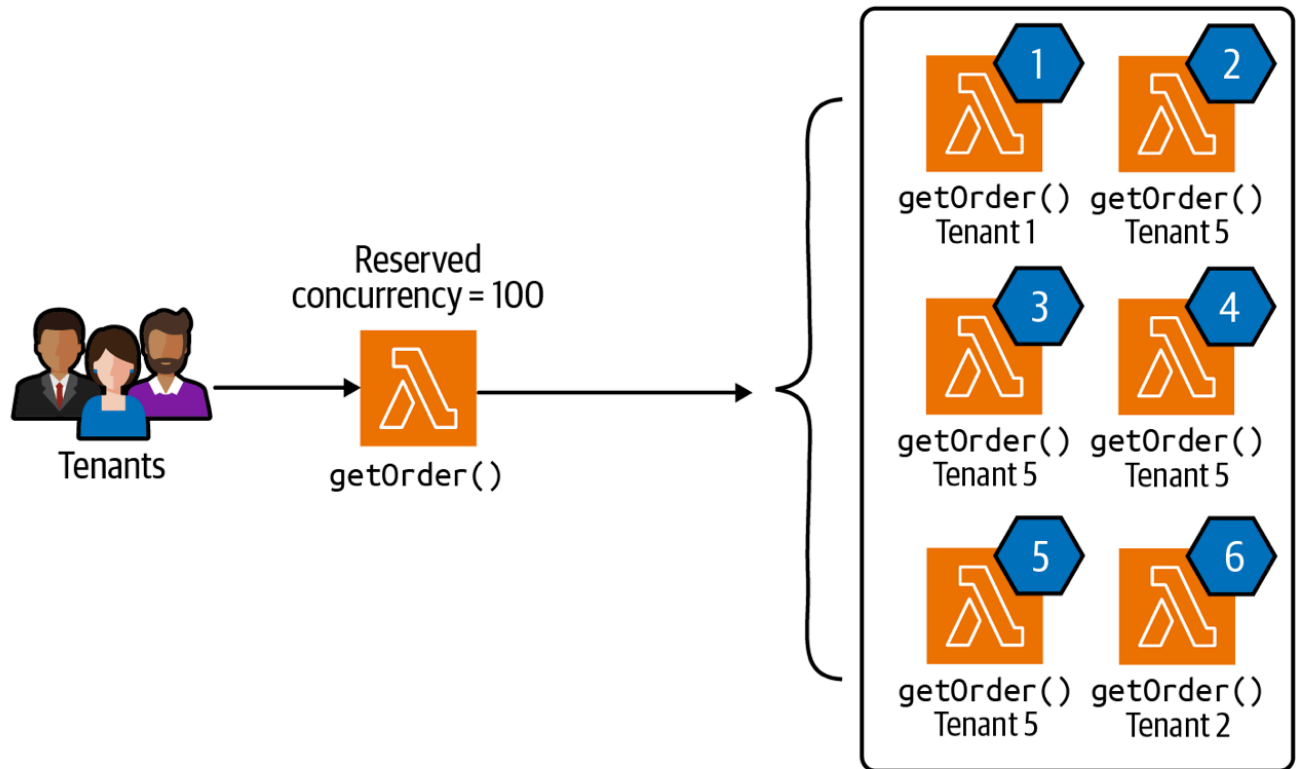 Tenants
Reserved
concurrency = 100
getOrder()
1
getOrder()
Tenant 1
2
getOrder()
Tenant 5
3
getOrder()
Tenant 5
4
getOrder()
Tenant 5
5
getOrder()
Tenant 5
6
getOrder()
Tenant 2